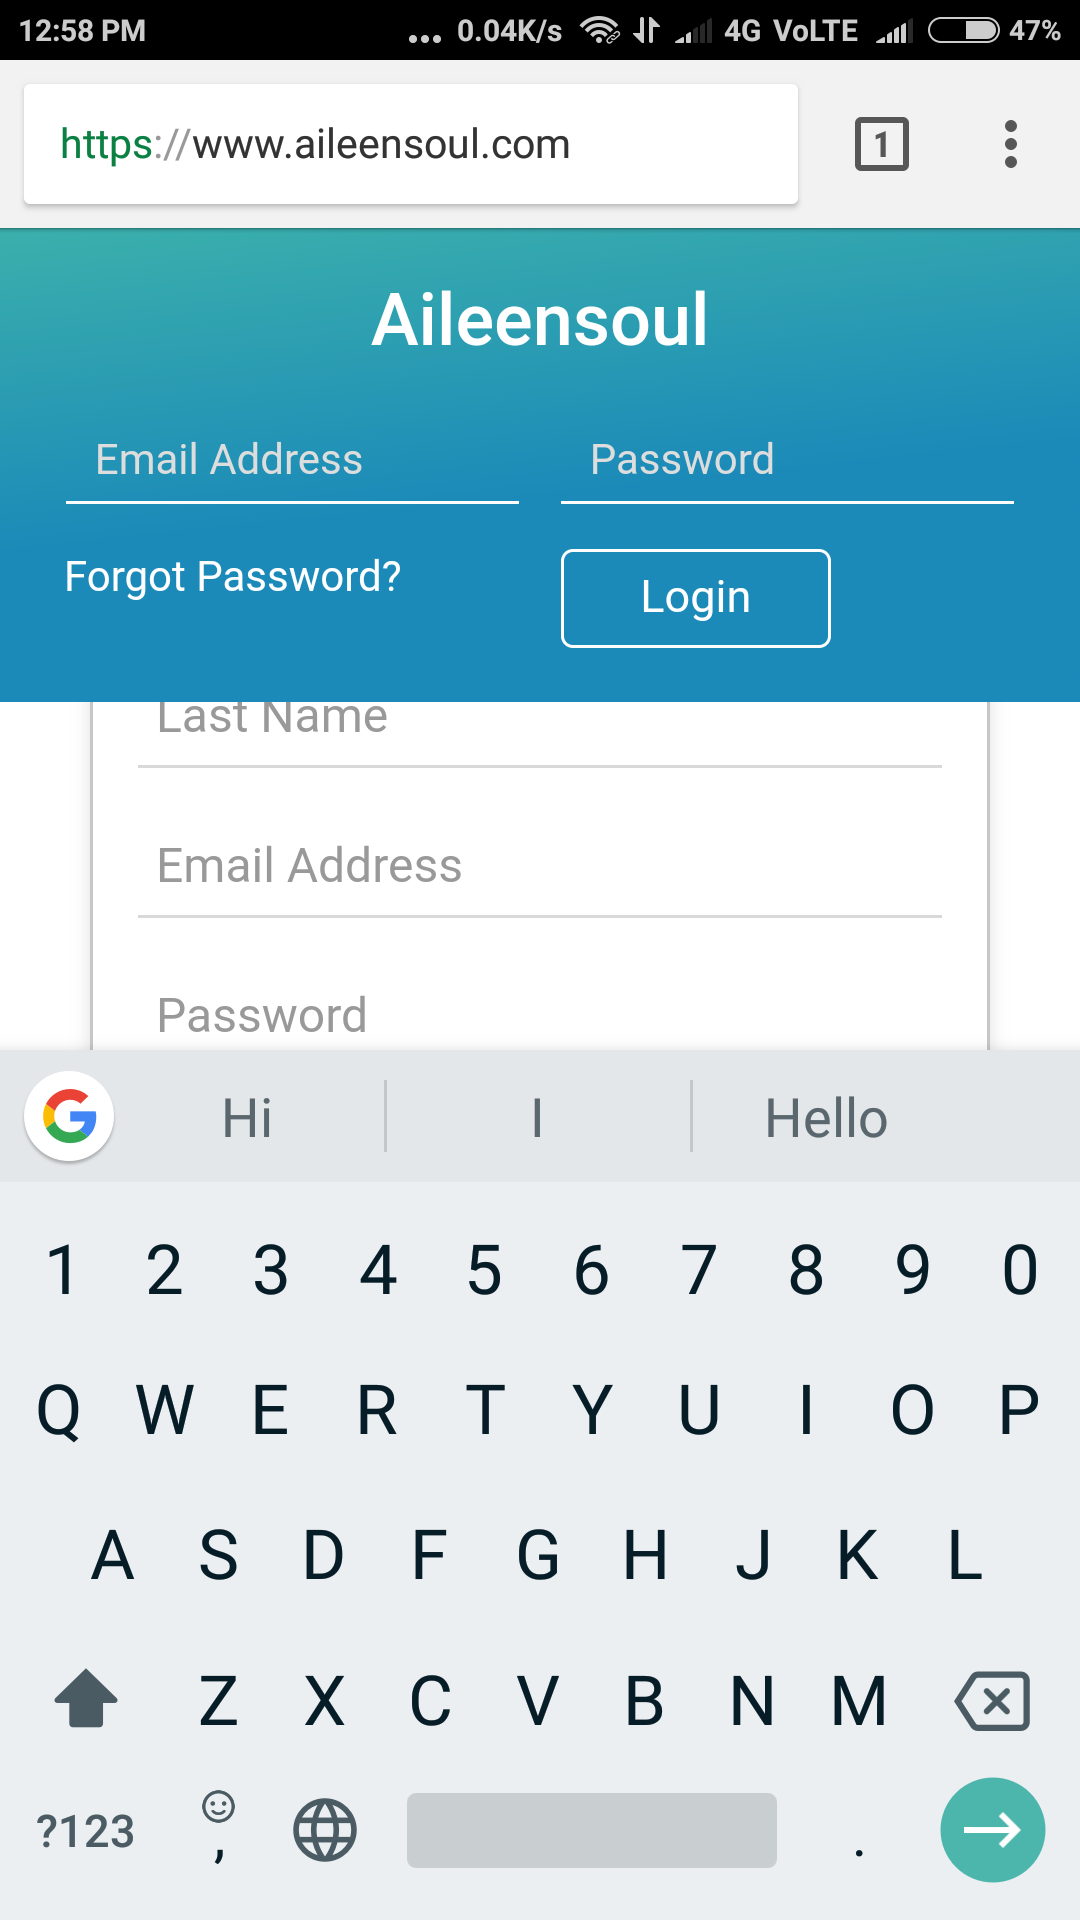 12:58 PM ... 0.04K/s 4G VoLTE 47%
https://www.aileensoul.com 1
Aileensoul
Email Address Password
Forgot Password? Login
Last Name
Email Address
Password
G Hi I Hello
1 2 3 4 5 6 7 8 9 0
Q W E R T Y U I O P
A S D F G H J K L
Z X C V B N M
?123 , .